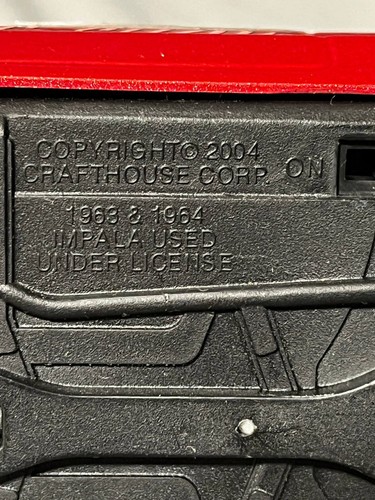 COPYRIGHT© 2004
CRAFTHOUSE CORP.
ON
1963 & 1964
IMPALA USED
UNDER LICENSE